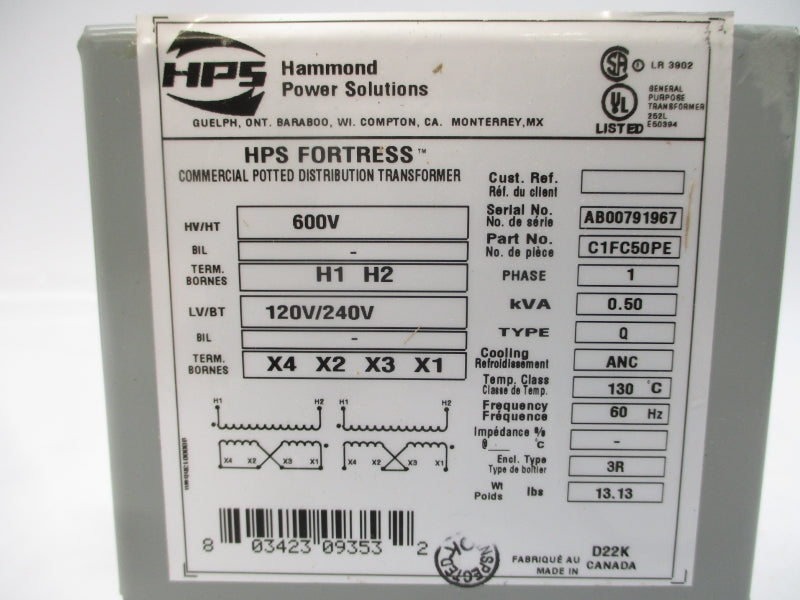 HPS
Hammond
Power Solutions
GUELPH, ONT. BARABOO, WI. COMPTON, CA. MONTERREY,MX
LR 3902
UL
LISTED
GENERAL
PURPOSE
TRANSFORMER
252L
E50394
HPS FORTRESS™
COMMERCIAL POTTED DISTRIBUTION TRANSFORMER
HV/HT 600V
BIL -
TERM.
BORNES H1 H2
LV/BT 120V/240V
BIL -
TERM.
BORNES X4 X2 X3 X1
Cust. Ref.
Réf. du client
Serial No.
No. de série AB00791967
Part No.
No. de pièce C1FC50PE
PHASE 1
kVA 0.50
TYPE Q
Cooling
Refroidissement ANC
Temp. Class
Classe de Temp. 130 °C
Frequency
Fréquence 60 Hz
Impédance %
@ °C -
Encl. Type
Type de boîtier 3R
Wt
Poids lbs 13.13
H1 H2 H1 H2
X4 X2 X3 X1 X4 X2 X3 X1
8 03423 09353 2
INSPECTED
OK
FABRIQUÉ AU
MADE IN CANADA
D22K